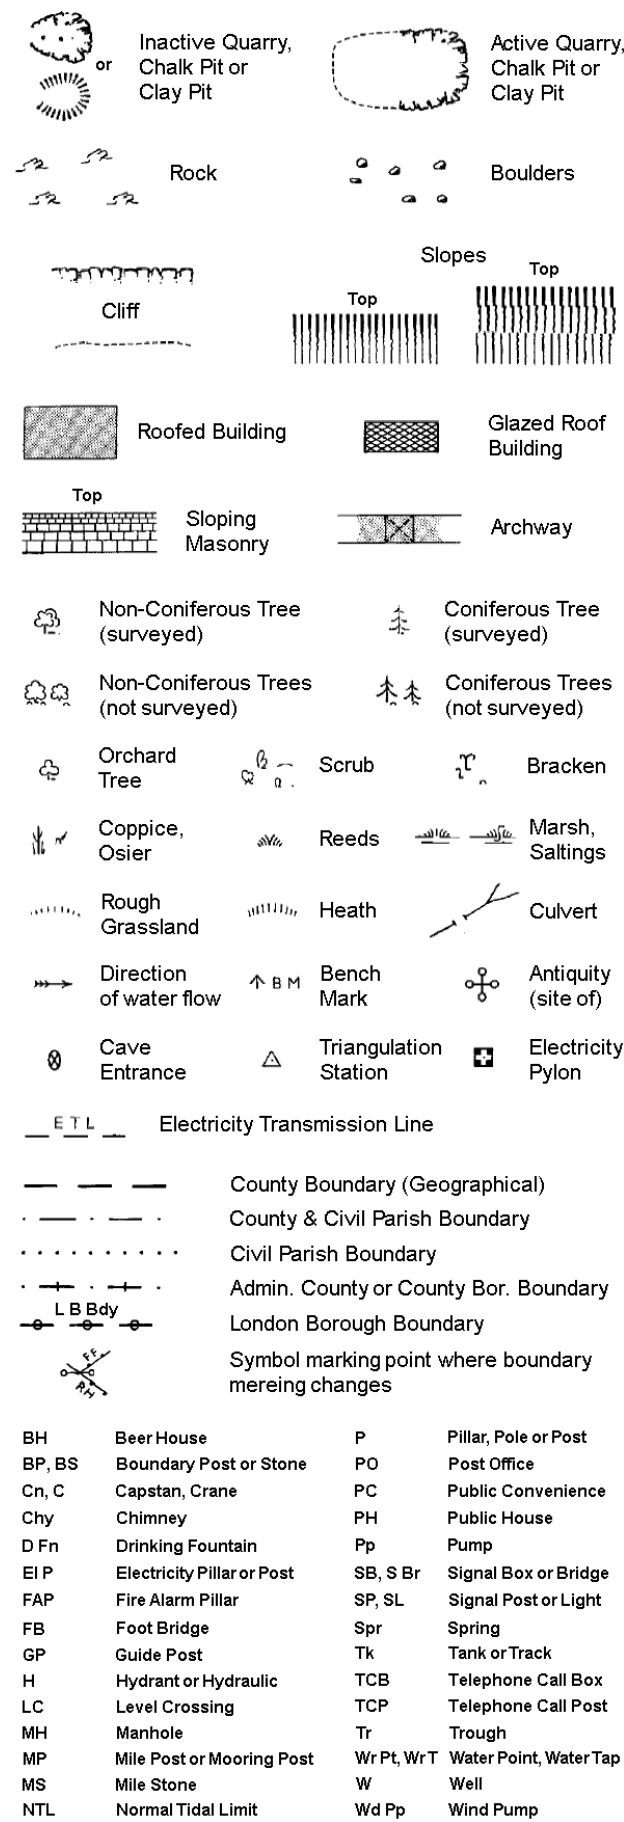 or
Inactive Quarry,
Chalk Pit or
Clay Pit
Active Quarry,
Chalk Pit or
Clay Pit
Rock
Boulders
Cliff
Slopes
Top
Top
Roofed Building
Glazed Roof
Building
Top
Sloping
Masonry
Archway
Non-Coniferous Tree
(surveyed)
Coniferous Tree
(surveyed)
Non-Coniferous Trees
(not surveyed)
Coniferous Trees
(not surveyed)
Orchard
Tree
Scrub
Bracken
Coppice,
Osier
Reeds
Marsh,
Saltings
Rough
Grassland
Heath
Culvert
Direction
of water flow
B M
Bench
Mark
Antiquity
(site of)
Cave
Entrance
Triangulation
Station
Electricity
Pylon
E T L
Electricity Transmission Line
County Boundary (Geographical)
County & Civil Parish Boundary
Civil Parish Boundary
Admin. County or County Bor. Boundary
L B Bdy
London Borough Boundary
FF
RH
Symbol marking point where boundary
mereing changes
BH Beer House P Pillar, Pole or Post
BP, BS Boundary Post or Stone PO Post Office
Cn, C Capstan, Crane PC Public Convenience
Chy Chimney PH Public House
D Fn Drinking Fountain Pp Pump
El P Electricity Pillar or Post SB, S Br Signal Box or Bridge
FAP Fire Alarm Pillar SP, SL Signal Post or Light
FB Foot Bridge Spr Spring
GP Guide Post Tk Tank or Track
H Hydrant or Hydraulic TCB Telephone Call Box
LC Level Crossing TCP Telephone Call Post
MH Manhole Tr Trough
MP Mile Post or Mooring Post Wr Pt, Wr T Water Point, Water Tap
MS Mile Stone W Well
NTL Normal Tidal Limit Wd Pp Wind Pump